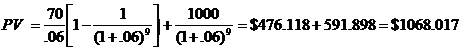 PV = 70/.06 [1 - 1/(1+.06)^9] + 1000/(1+.06)^9 = $476.118 + 591.898 = $1068.017